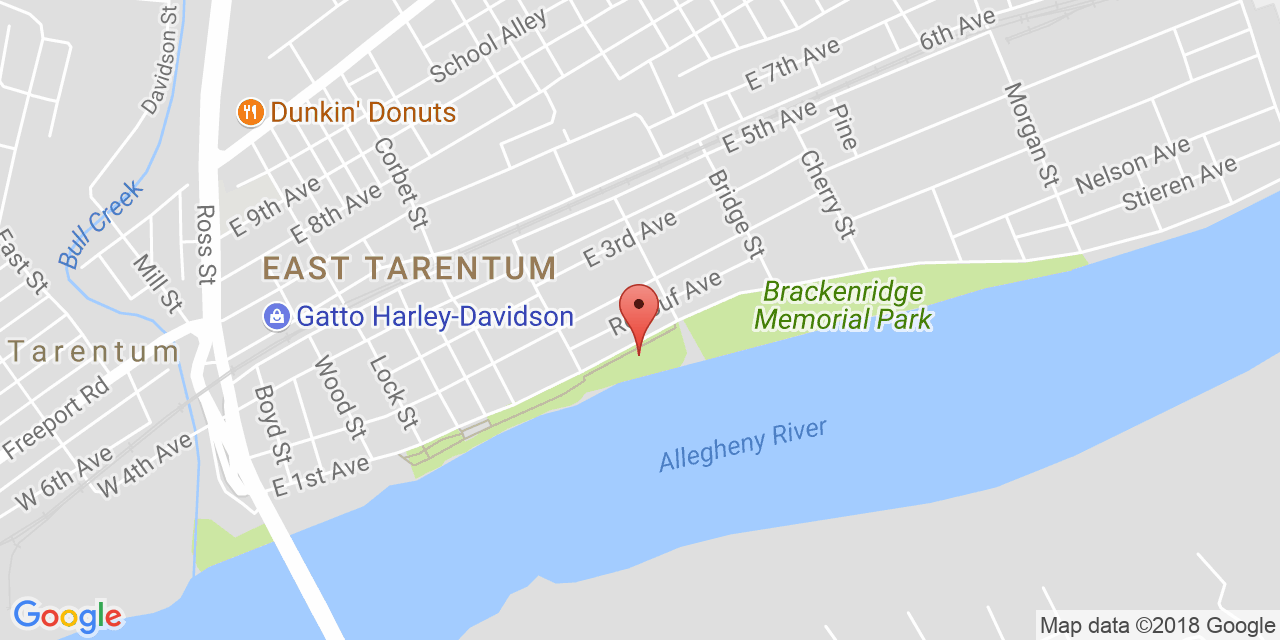 Davidson St
School Alley
6th Ave
E 7th Ave
Dunkin' Donuts
E 5th Ave
Pine
Morgan St
Corbet St
Cherry St
Nelson Ave
Stieren Ave
Bridge St
E 9th Ave
E 8th Ave
Bull Creek
Ross St
E 3rd Ave
East St
Mill St
EAST TARENTUM
Brackenridge
Memorial Park
Gatto Harley-Davidson
Tarentum
Freeport Rd
Wood St
Lock St
Boyd St
W 6th Ave
W 4th Ave
E 1st Ave
Allegheny River
Google
Map data ©2018 Google